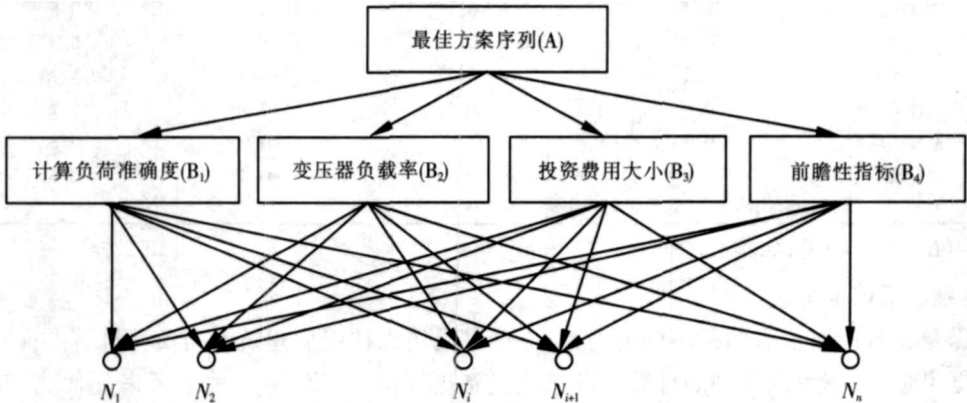 最佳方案序列(A)
计算负荷准确度(B₁)
变压器负载率(B₂)
投资费用大小(B₃)
前瞻性指标(B₄)
N₁
N₂
Nᵢ
Nᵢ₊₁
Nₙ